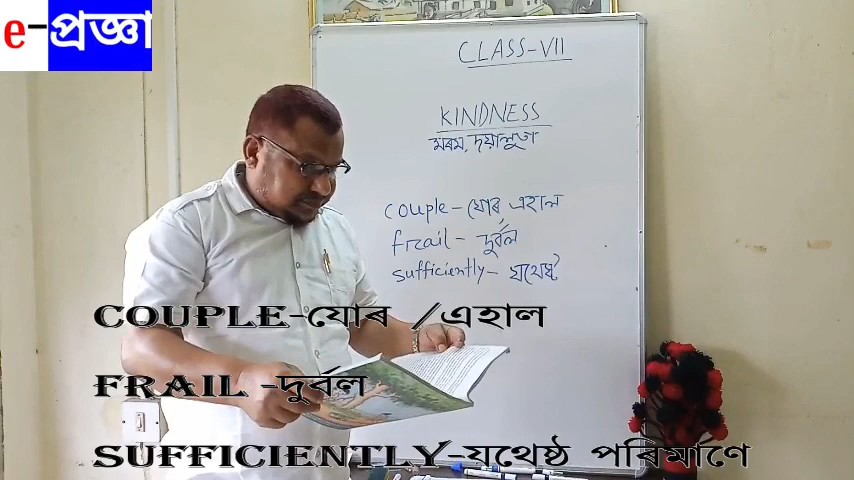 e-প্ৰজ্ঞা
CLASS-VII
KINDNESS
মৰম, দয়ালুতা
couple - যোৰ, এহাল
frail - দুৰ্বল
sufficiently - যথেষ্ট
COUPLE-যোৰ /এহাল
FRAIL -দুৰ্বল
SUFFICIENTLY-যথেষ্ঠ পৰিৰ্মাণে